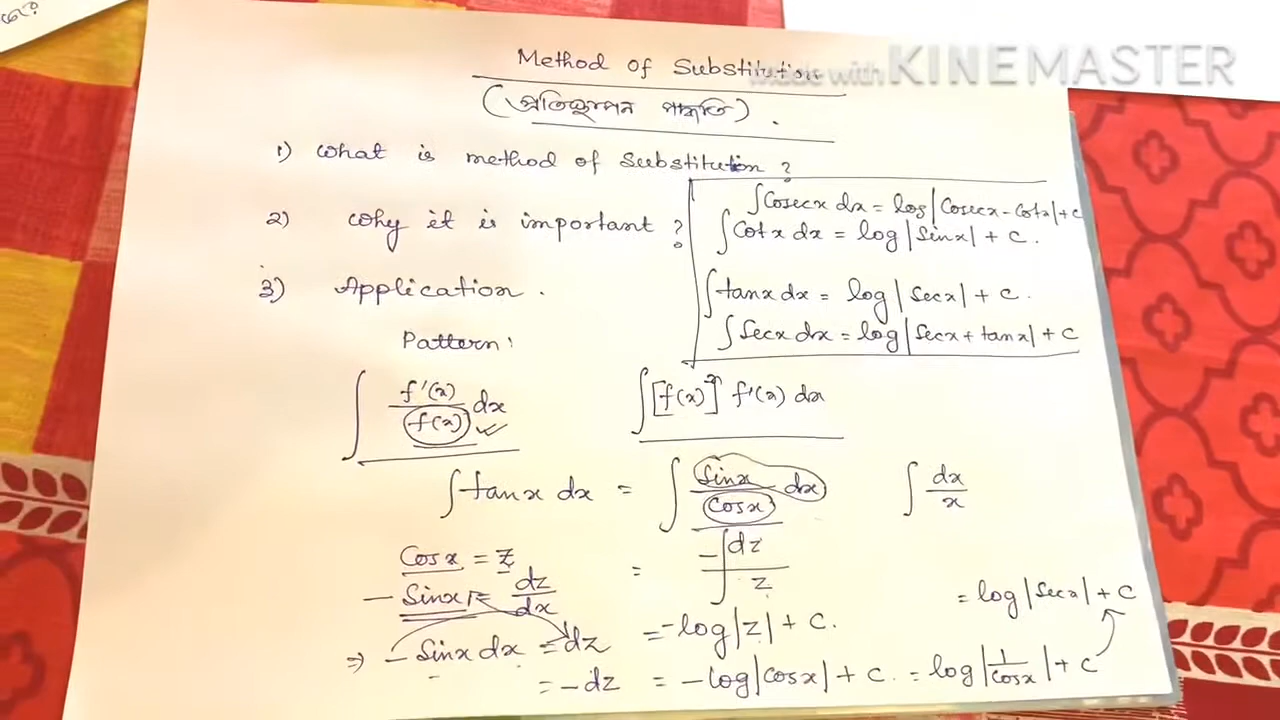 Made with KINEMASTER
Method of Substitution
(প্রতিস্থাপন পদ্ধতি).
1) What is method of Substitution?
2) Why it is important?
3) Application.
∫Cosecx dx = log|Cosecx - Cotx| + c
∫Cotx dx = log|Sinx| + c.
∫tanx dx = log|Secx| + c.
∫Secx dx = log|Secx + tanx| + c
Pattern:
∫ f'(x)/f(x) dx ∫[f(x)]ⁿ f'(x) dx
∫tanx dx = ∫ Sinx/Cosx dx ∫ dx/x
Cosx = z = -∫ dz/z
- Sinx = dz/dx
⇒ - Sinx dx = dz = -log|z| + c.
= -dz = -log|Cosx| + c. = log|1/Cosx| + c
= log|Secx| + c